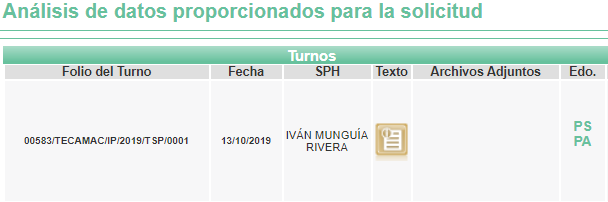 Análisis de datos proporcionados para la solicitud
Turnos
Folio del Turno Fecha SPH Texto Archivos Adjuntos Edo.
00583/TECAMAC/IP/2019/TSP/0001 13/10/2019 IVÁN MUNGUÍA RIVERA PS PA